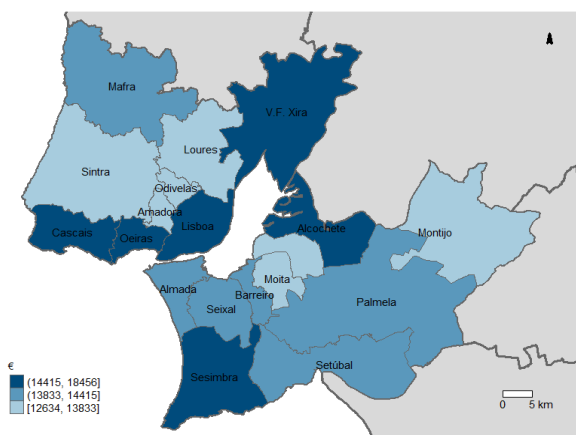 Mafra
V.F. Xira
Loures
Sintra
Odivelas
Amadora
Lisboa
Cascais
Oeiras
Alcochete
Montijo
Moita
Almada
Barreiro
Seixal
Palmela
Setúbal
Sesimbra
€
(14415, 18456]
(13833, 14415]
[12634, 13833]
0 5 km